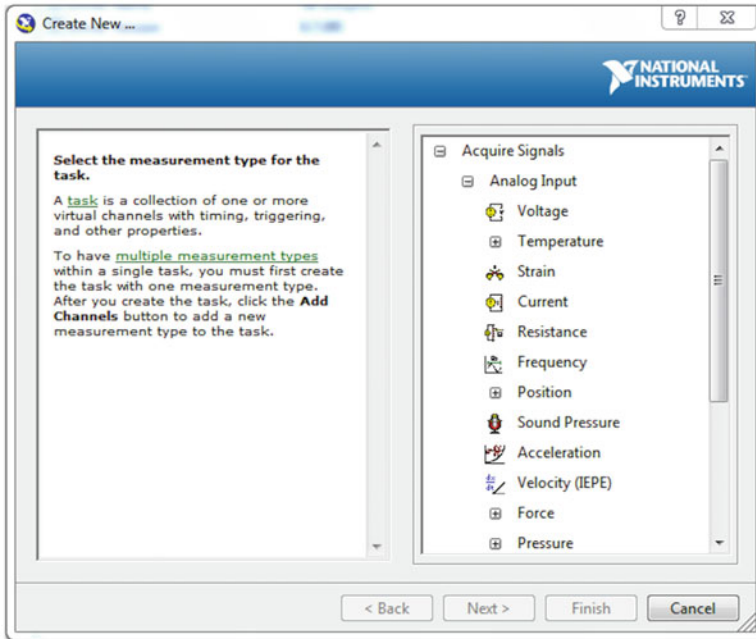 Create New ...
NATIONAL
INSTRUMENTS
Select the measurement type for the
task.
A task is a collection of one or more
virtual channels with timing, triggering,
and other properties.
To have multiple measurement types
within a single task, you must first create
the task with one measurement type.
After you create the task, click the Add
Channels button to add a new
measurement type to the task.
Acquire Signals
Analog Input
Voltage
Temperature
Strain
Current
Resistance
Frequency
Position
Sound Pressure
Acceleration
Velocity (IEPE)
Force
Pressure
< Back
Next >
Finish
Cancel